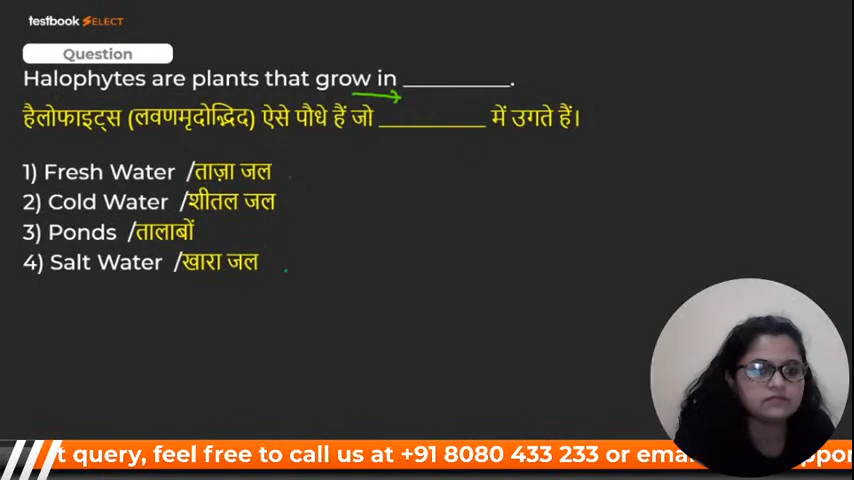 testbook SELECT
Question
Halophytes are plants that grow in __________.
हैलोफाइट्स (लवणमृदोद्भिद) ऐसे पौधे हैं जो __________ में उगते हैं।
1) Fresh Water /ताज़ा जल
2) Cold Water /शीतल जल
3) Ponds /तालाबों
4) Salt Water /खारा जल
t query, feel free to call us at +91 8080 433 233 or ema